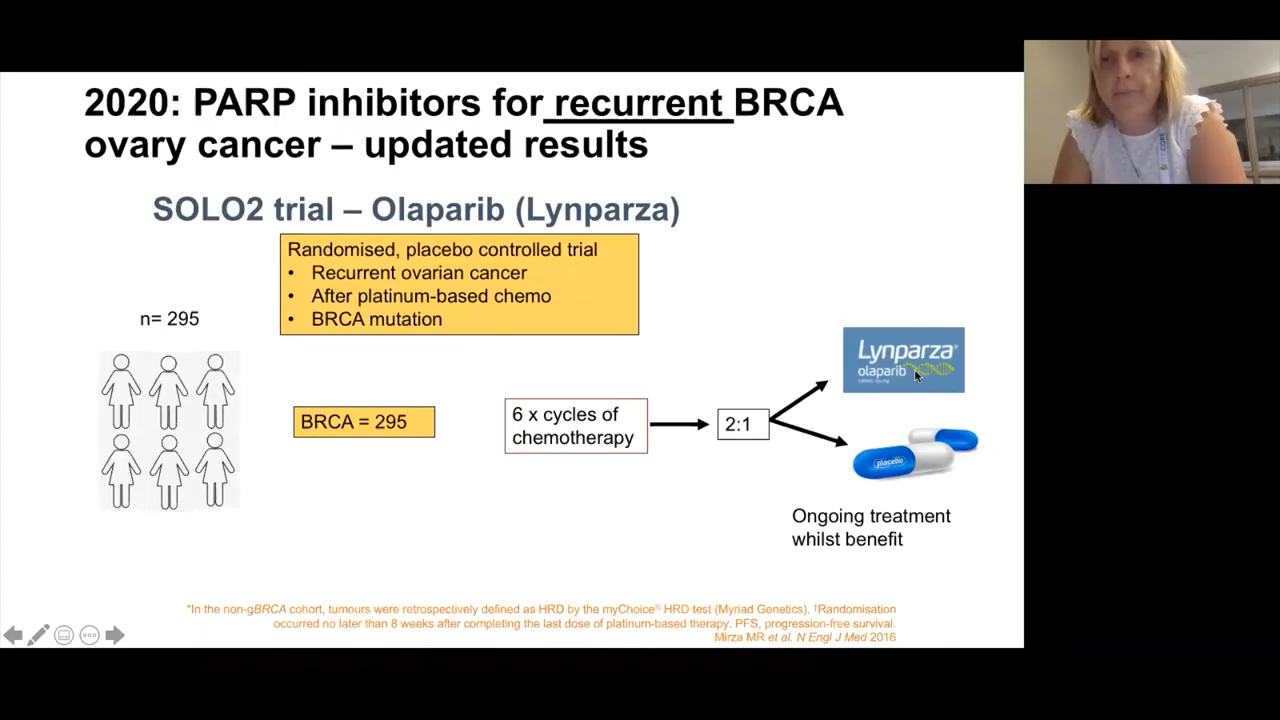 2020: PARP inhibitors for recurrent BRCA
ovary cancer – updated results
SOLO2 trial – Olaparib (Lynparza)
Randomised, placebo controlled trial
• Recurrent ovarian cancer
• After platinum-based chemo
• BRCA mutation
n= 295
BRCA = 295
6 x cycles of
chemotherapy
2:1
Lynparza®
olaparib
placebo
Ongoing treatment
whilst benefit
*In the non-gBRCA cohort, tumours were retrospectively defined as HRD by the myChoice® HRD test (Myriad Genetics). †Randomisation
occurred no later than 8 weeks after completing the last dose of platinum-based therapy. PFS, progression-free survival.
Mirza MR et al. N Engl J Med 2016